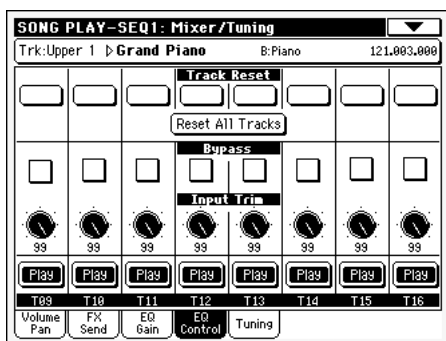 SONG PLAY-SEQ1: Mixer/Tuning
Trk:Upper 1 ▷Grand Piano B:Piano 121.003.000
Track Reset
Reset All Tracks
Bypass
Input Trim
99 99 99 99 99 99 99 99
Play Play Play Play Play Play Play Play
T09 T10 T11 T12 T13 T14 T15 T16
Volume Pan FX Send EQ Gain EQ Control Tuning